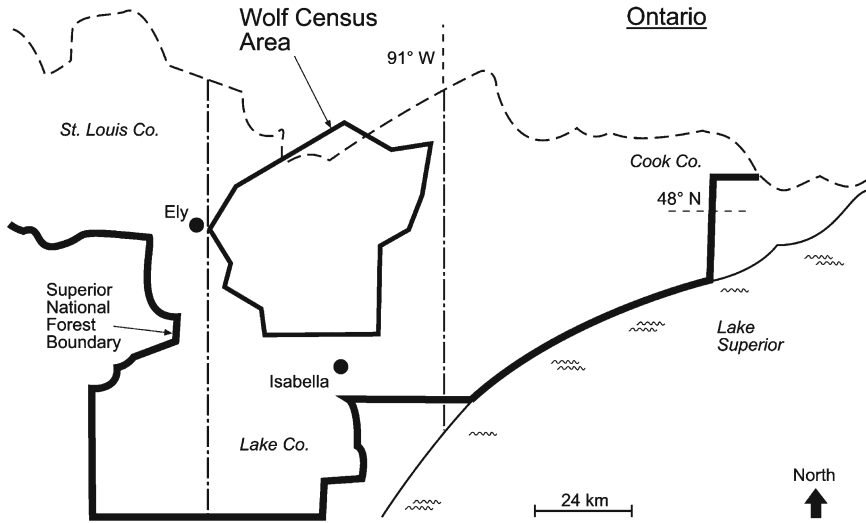 Wolf Census
Area
Ontario
91° W
St. Louis Co.
Cook Co.
48° N
Ely
Superior
National
Forest
Boundary
Lake
Superior
Isabella
Lake Co.
North
24 km